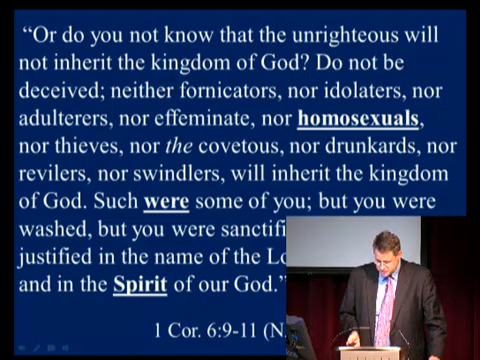 “Or do you not know that the unrighteous will
not inherit the kingdom of God? Do not be
deceived; neither fornicators, nor idolaters, nor
adulterers, nor effeminate, nor homosexuals,
nor thieves, nor the covetous, nor drunkards, nor
revilers, nor swindlers, will inherit the kingdom
of God. Such were some of you; but you were
washed, but you were
justified in the name of the
and in the Spirit of our God.”
1 Cor. 6:9-11